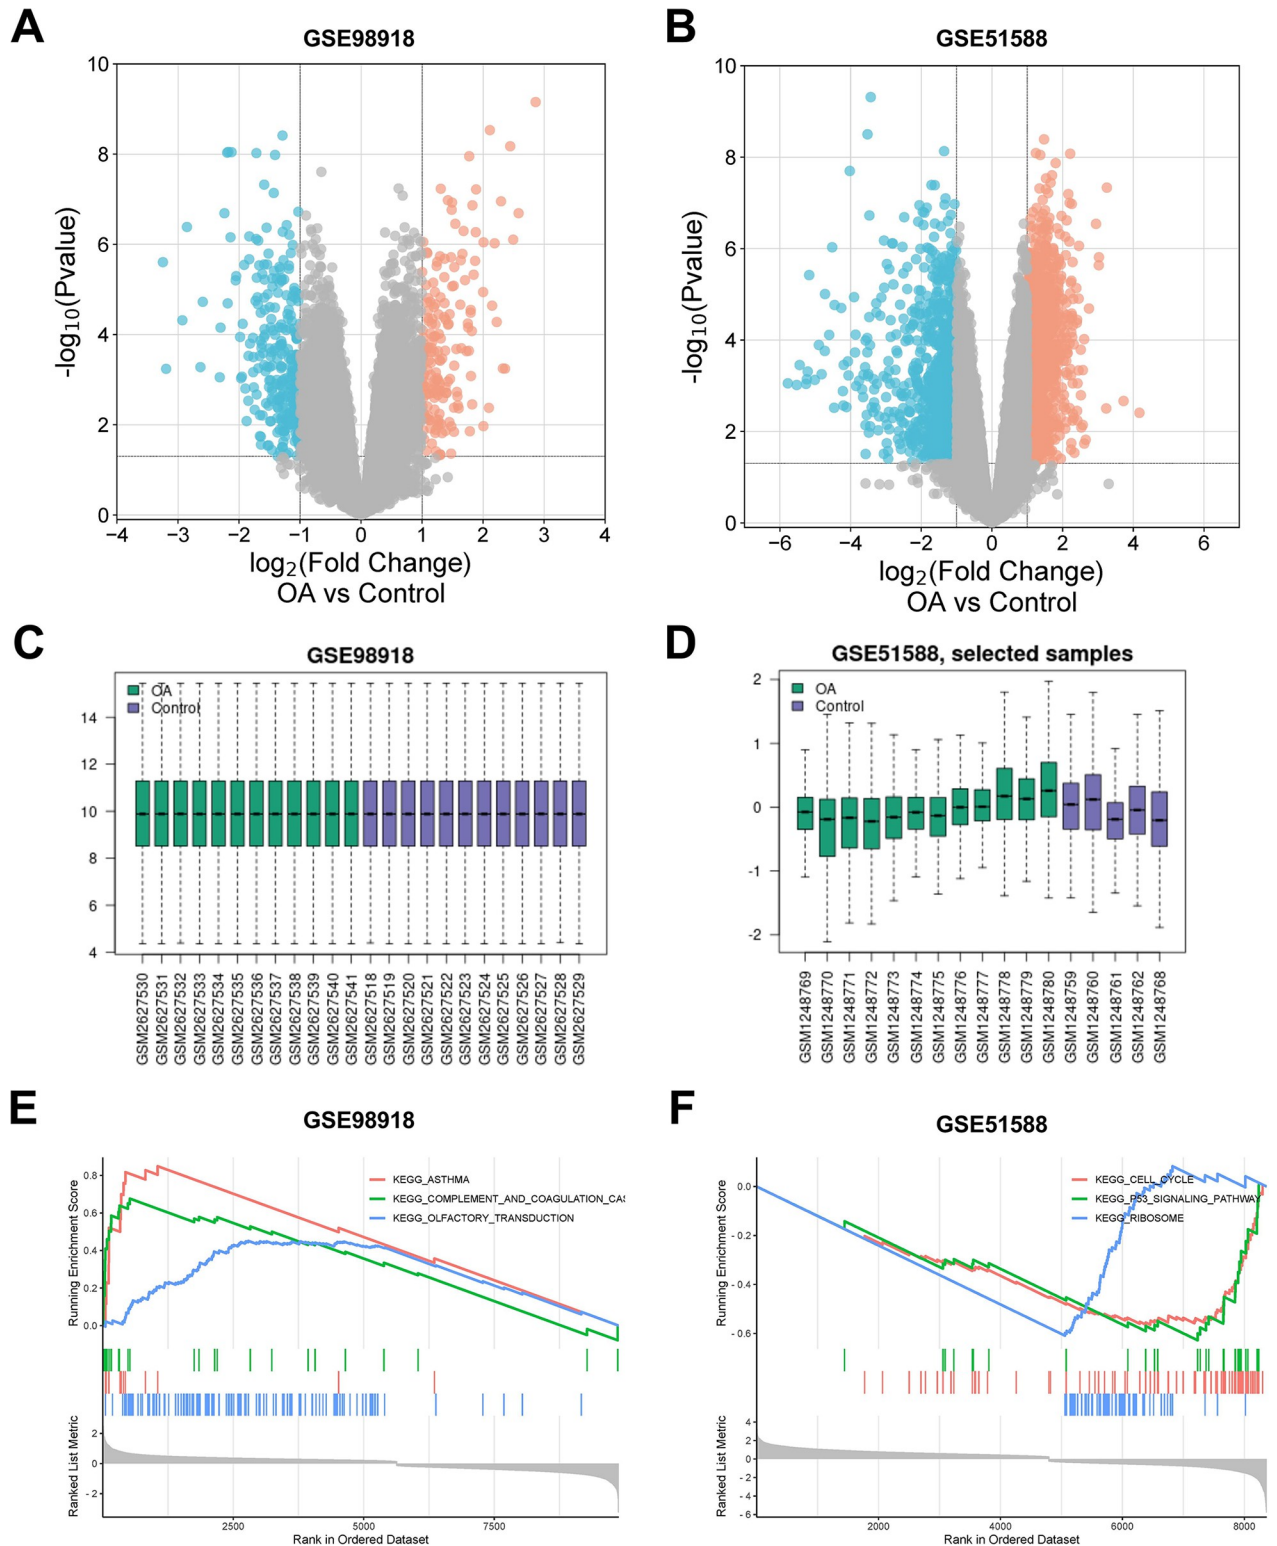 A
GSE98918
-log10(Pvalue)
10
8
6
4
2
0
−4
−3
−2
−1
0
1
2
3
4
log2(Fold Change)
OA vs Control
B
GSE51588
-log10(Pvalue)
10
8
6
4
2
0
−6
−4
−2
0
2
4
6
log2(Fold Change)
OA vs Control
C
GSE98918
OA
Control
14
12
10
8
6
4
GSM2627530
GSM2627531
GSM2627532
GSM2627533
GSM2627534
GSM2627535
GSM2627536
GSM2627537
GSM2627538
GSM2627539
GSM2627540
GSM2627541
GSM2627518
GSM2627519
GSM2627520
GSM2627521
GSM2627522
GSM2627523
GSM2627524
GSM2627525
GSM2627526
GSM2627527
GSM2627528
GSM2627529
D
GSE51588, selected samples
OA
Control
2
1
0
-1
-2
GSM1248769
GSM1248770
GSM1248771
GSM1248772
GSM1248773
GSM1248774
GSM1248775
GSM1248776
GSM1248777
GSM1248778
GSM1248779
GSM1248780
GSM1248759
GSM1248760
GSM1248761
GSM1248762
GSM1248768
E
GSE98918
Running Enrichment Score
0.8
0.6
0.4
0.2
0.0
KEGG_ASTHMA
KEGG_COMPLEMENT_AND_COAGULATION_CAS
KEGG_OLFACTORY_TRANSDUCTION
Ranked List Metric
2
0
-2
2500
5000
7500
Rank in Ordered Dataset
F
GSE51588
Running Enrichment Score
0.0
-0.2
-0.4
-0.6
KEGG_CELL_CYCLE
KEGG_P53_SIGNALING_PATHWAY
KEGG_RIBOSOME
Ranked List Metric
4
2
0
-2
-4
-6
2000
4000
6000
8000
Rank in Ordered Dataset